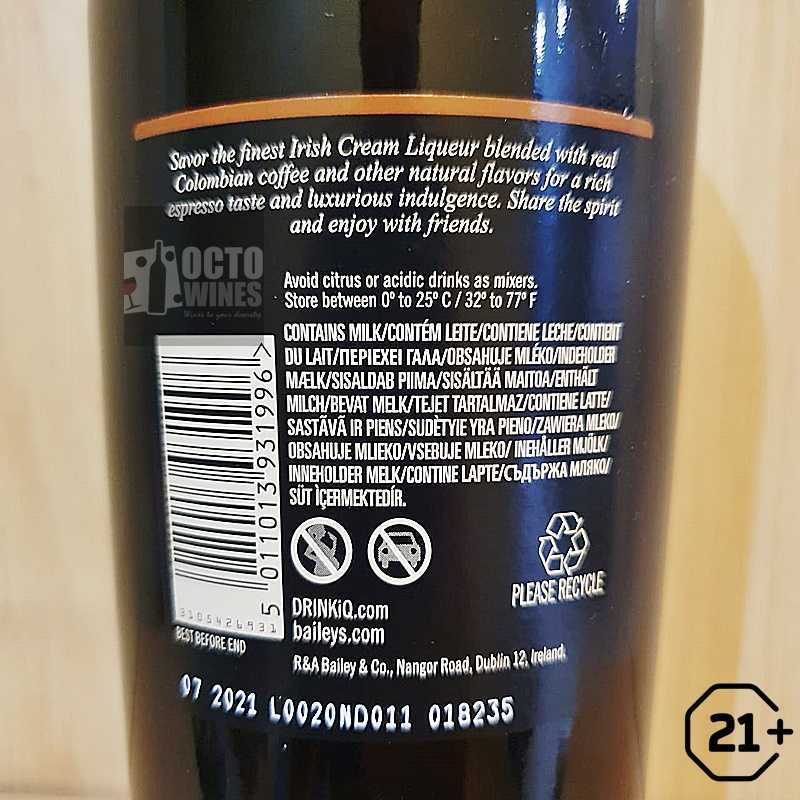 Savor the finest Irish Cream Liqueur blended with real
Colombian coffee and other natural flavors for a rich
espresso taste and luxurious indulgence. Share the spirit
and enjoy with friends.
OCTO
WINES
Avoid citrus or acidic drinks as mixers.
Store between 0° to 25° C / 32° to 77° F
CONTAINS MILK/CONTÉM LEITE/CONTIENE LECHE/CONTIENT
DU LAIT/ΠΕΡΙΕΧΕΙ ΓΑΛΑ/OBSAHUJE MLÉKO/INDEHOLDER
MÆLK/SISALDAB PIIMA/SISÄLTÄÄ MAITOA/ENTHÄLT
MILCH/BEVAT MELK/TEJET TARTALMAZ/CONTIENE LATTE/
SASTÃVÃ IR PIENS/SUDĖTYIE YRA PIENO/ZAWIERA MLEKO/
OBSAHUJE MLIEKO/VSEBUJE MLEKO/ INEHÅLLER MJÖLK/
INNEHOLDER MELK/CONTINE LAPTE/СЪДЪРЖА МЛЯКО/
SÜT İÇERMEKTEDİR.
5 011013 931996 >
3105426931
BEST BEFORE END
DRINKiQ.com
baileys.com
PLEASE RECYCLE
R&A Bailey & Co., Nangor Road, Dublin 12, Ireland.
07 2021 L0020ND011 018235
21+